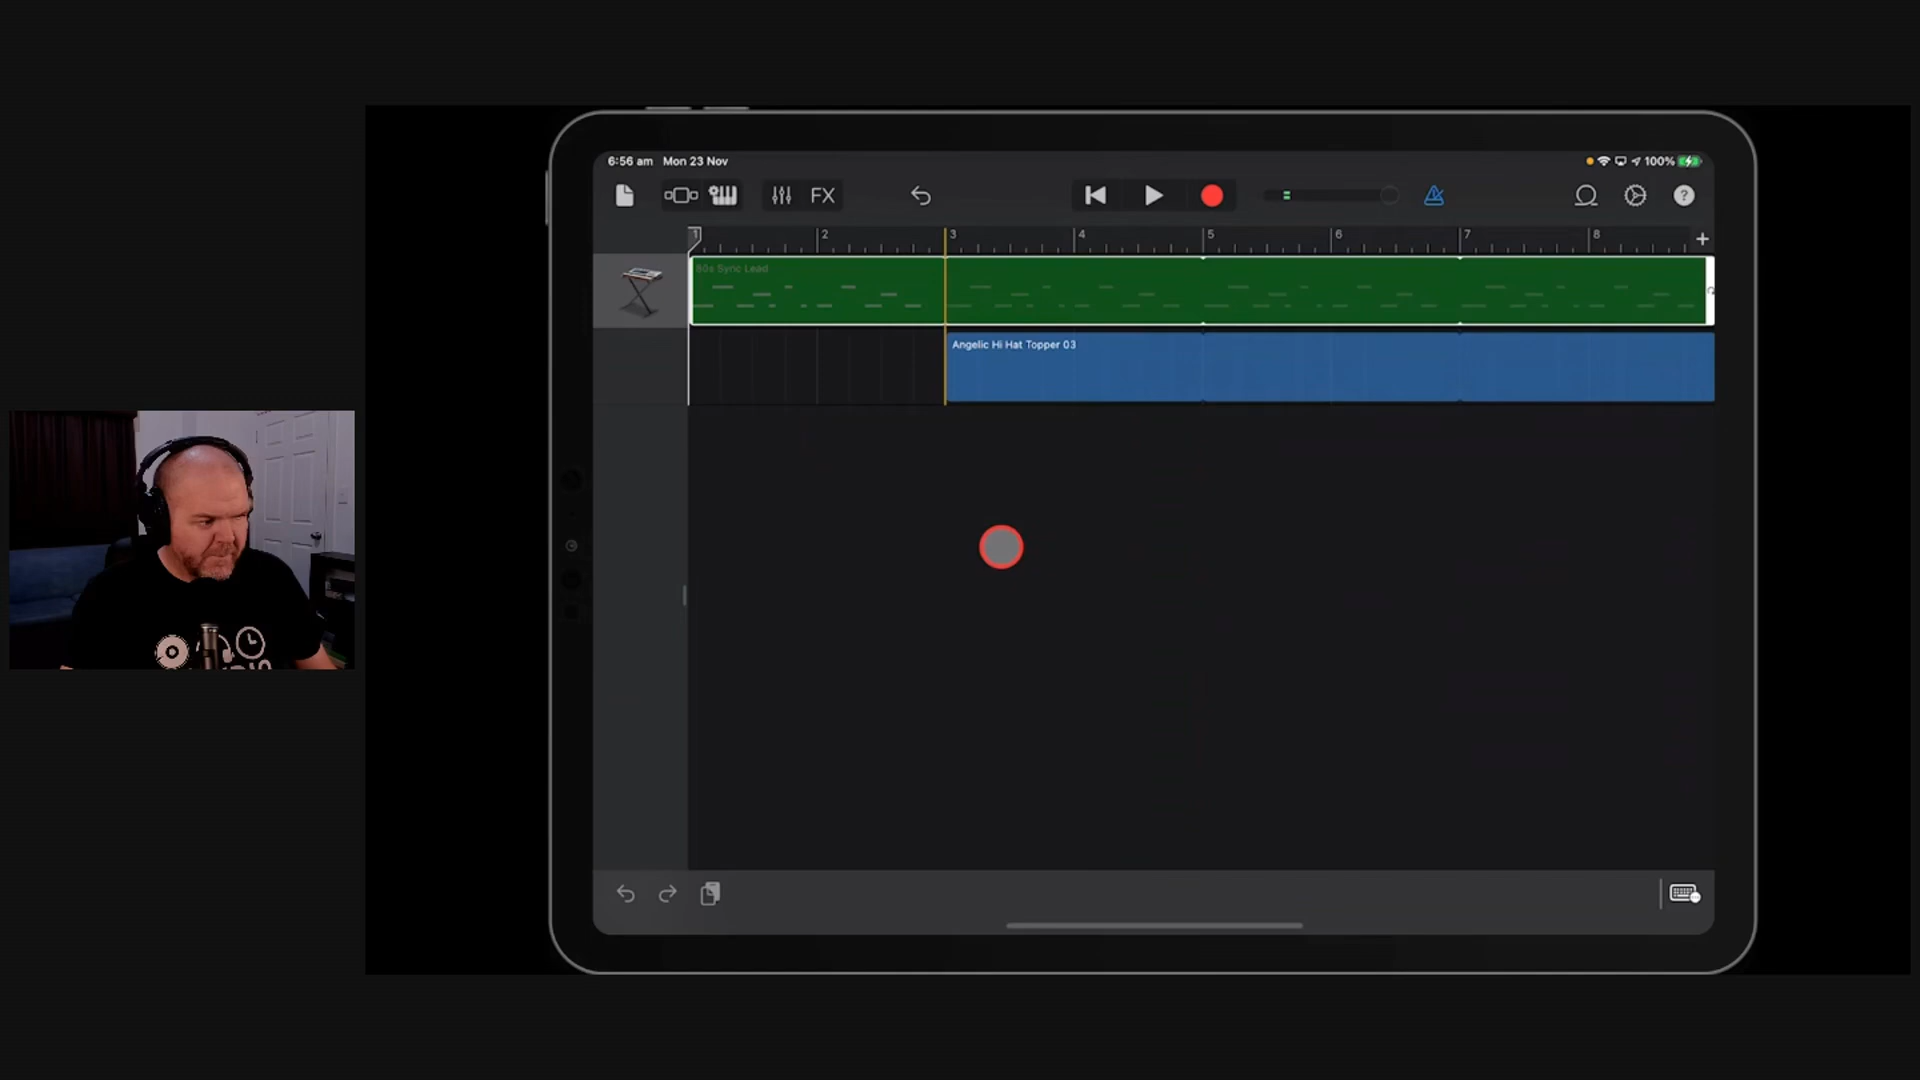 6:56 am Mon 23 Nov
100%
FX
?
1 2 3 4 5 6 7 8 +
80s Sync Lead
Angelic Hi Hat Topper 03